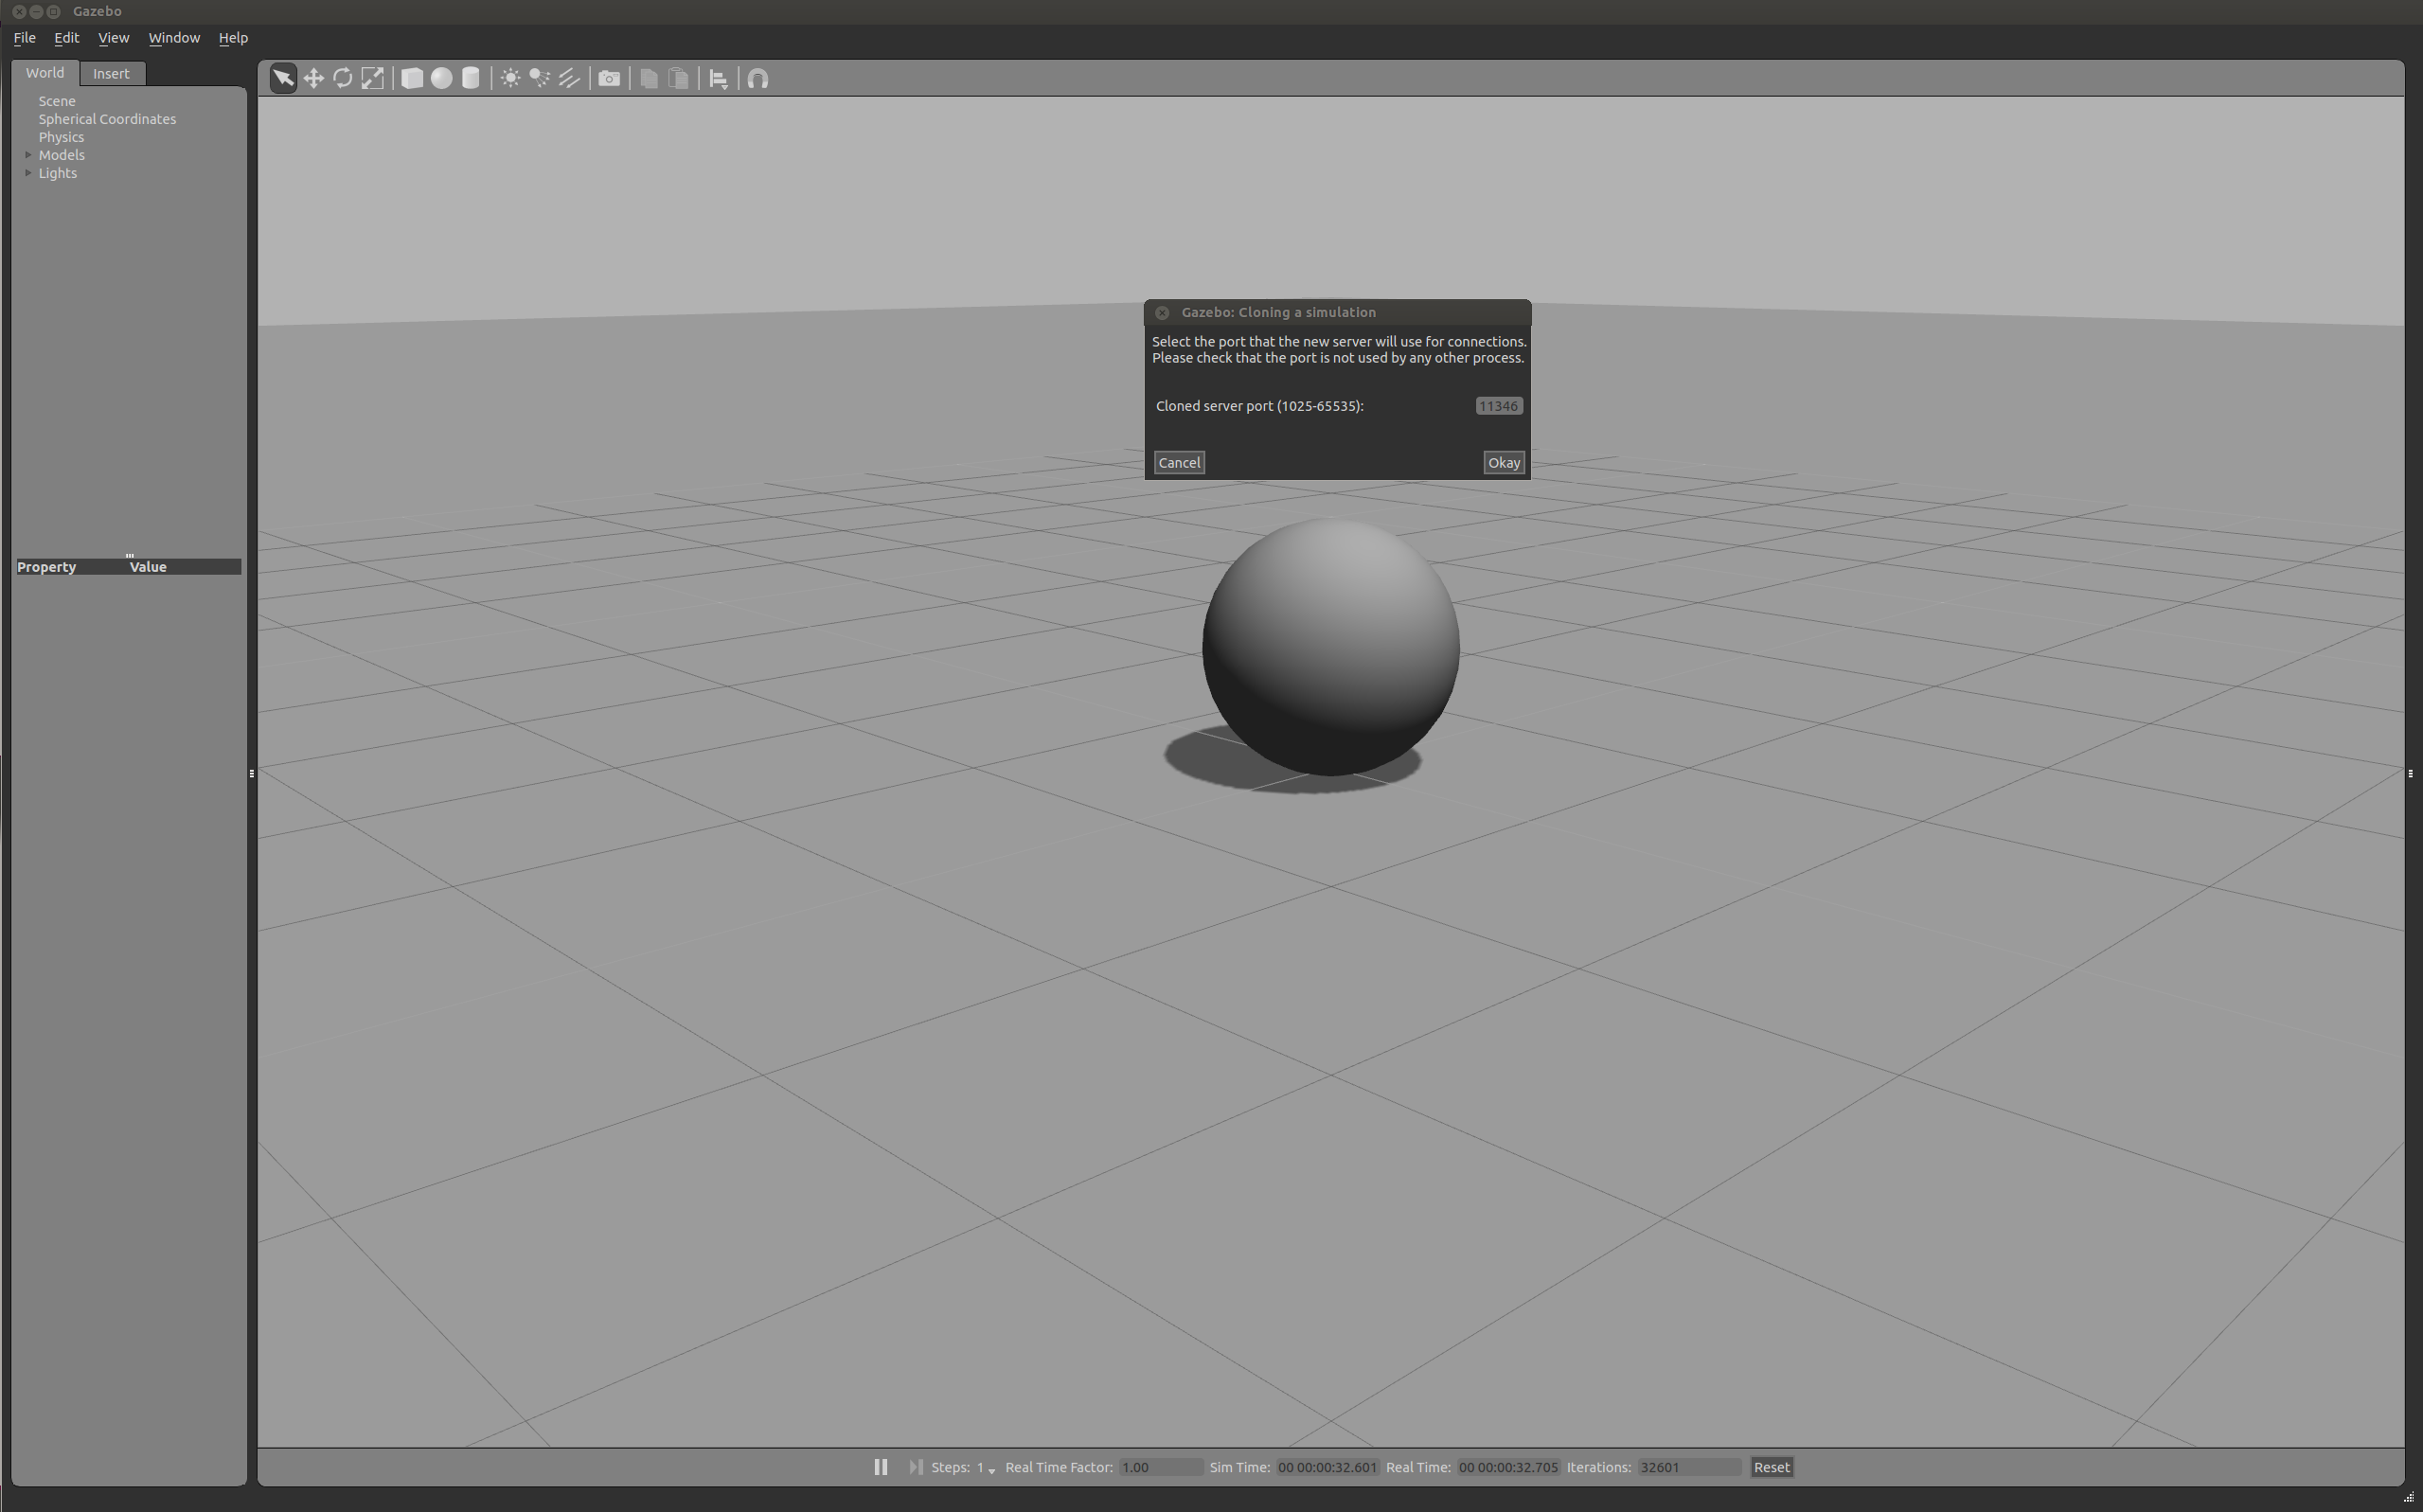 Gazebo
File Edit View Window Help
World Insert
Scene
Spherical Coordinates
Physics
Models
Lights
Property Value
Gazebo: Cloning a simulation
Select the port that the new server will use for connections.
Please check that the port is not used by any other process.
Cloned server port (1025-65535): 11346
Cancel Okay
Steps: 1 Real Time Factor: 1.00 Sim Time: 00 00:00:32.601 Real Time: 00 00:00:32.705 Iterations: 32601 Reset